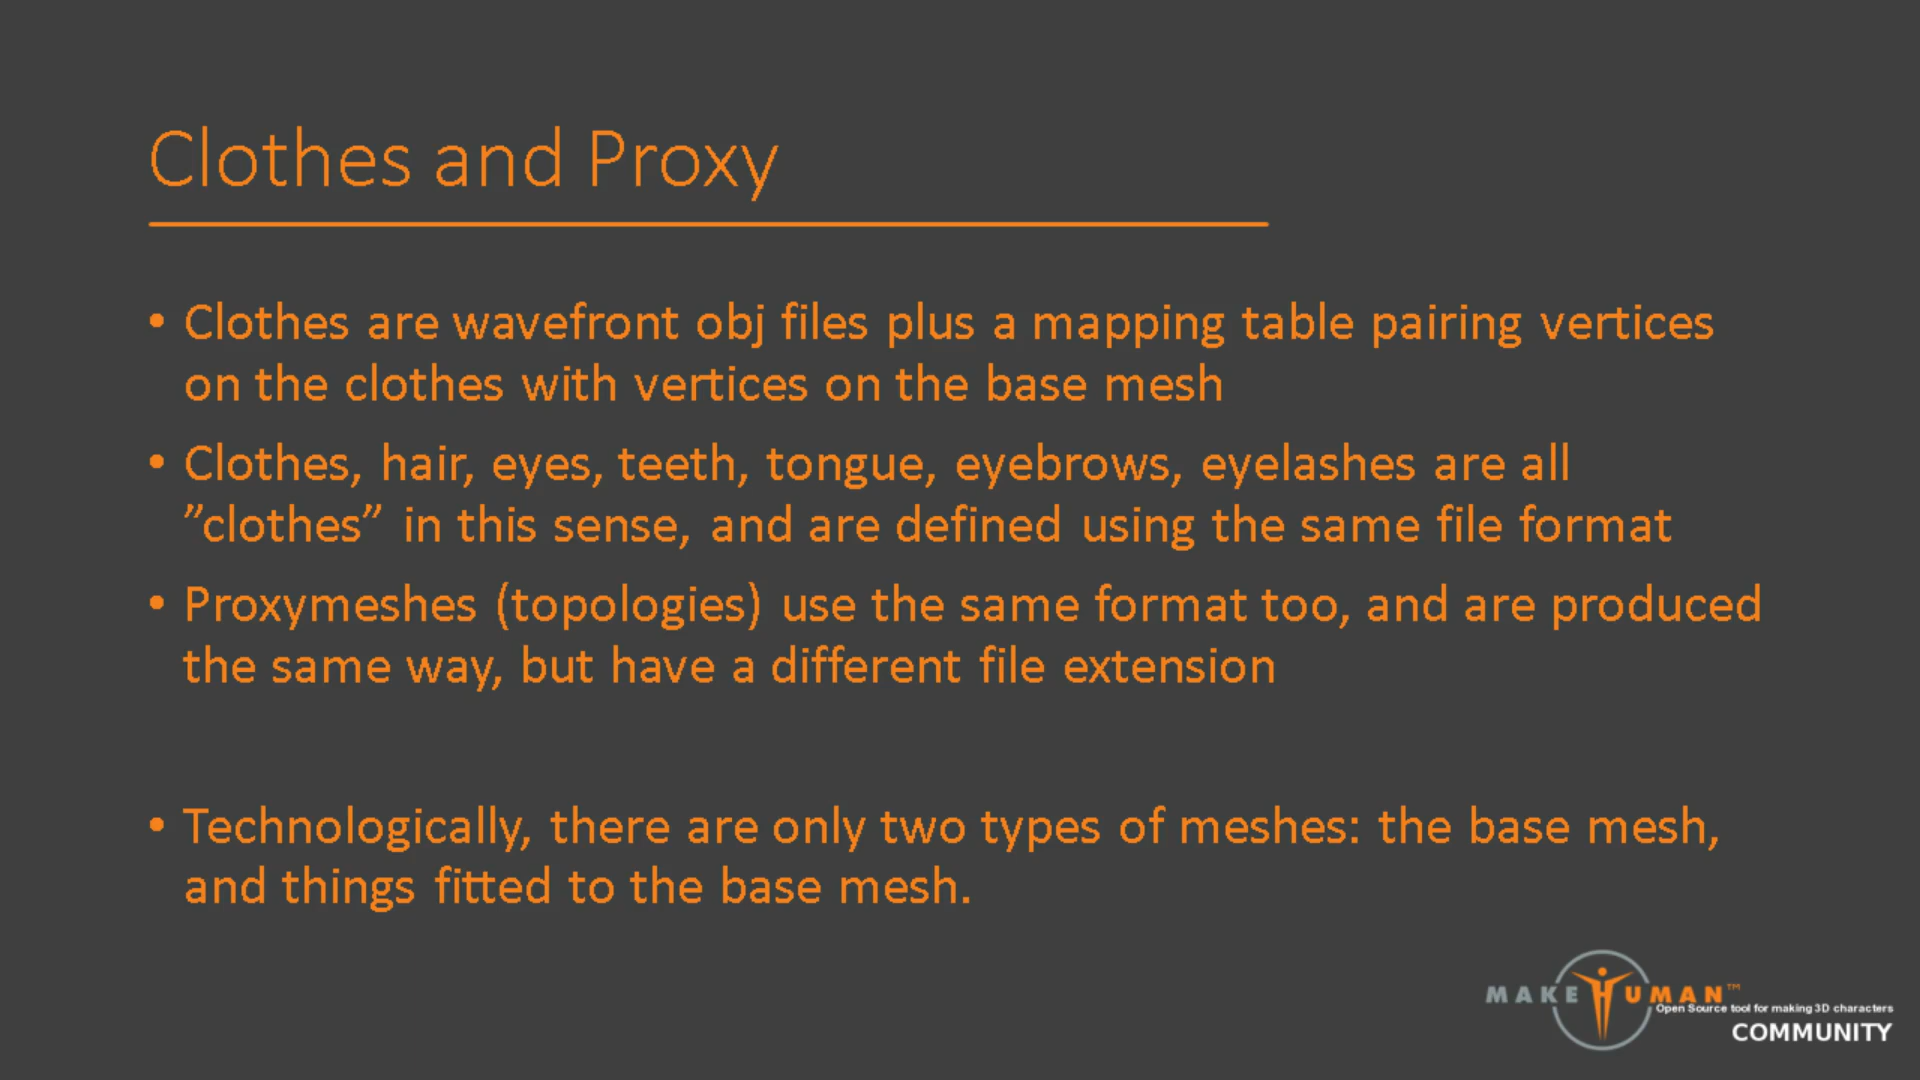 Clothes and Proxy
• Clothes are wavefront obj files plus a mapping table pairing vertices
on the clothes with vertices on the base mesh
• Clothes, hair, eyes, teeth, tongue, eyebrows, eyelashes are all
”clothes” in this sense, and are defined using the same file format
• Proxymeshes (topologies) use the same format too, and are produced
the same way, but have a different file extension
• Technologically, there are only two types of meshes: the base mesh,
and things fitted to the base mesh.
MAKEHUMAN™
Open Source tool for making 3D characters
COMMUNITY